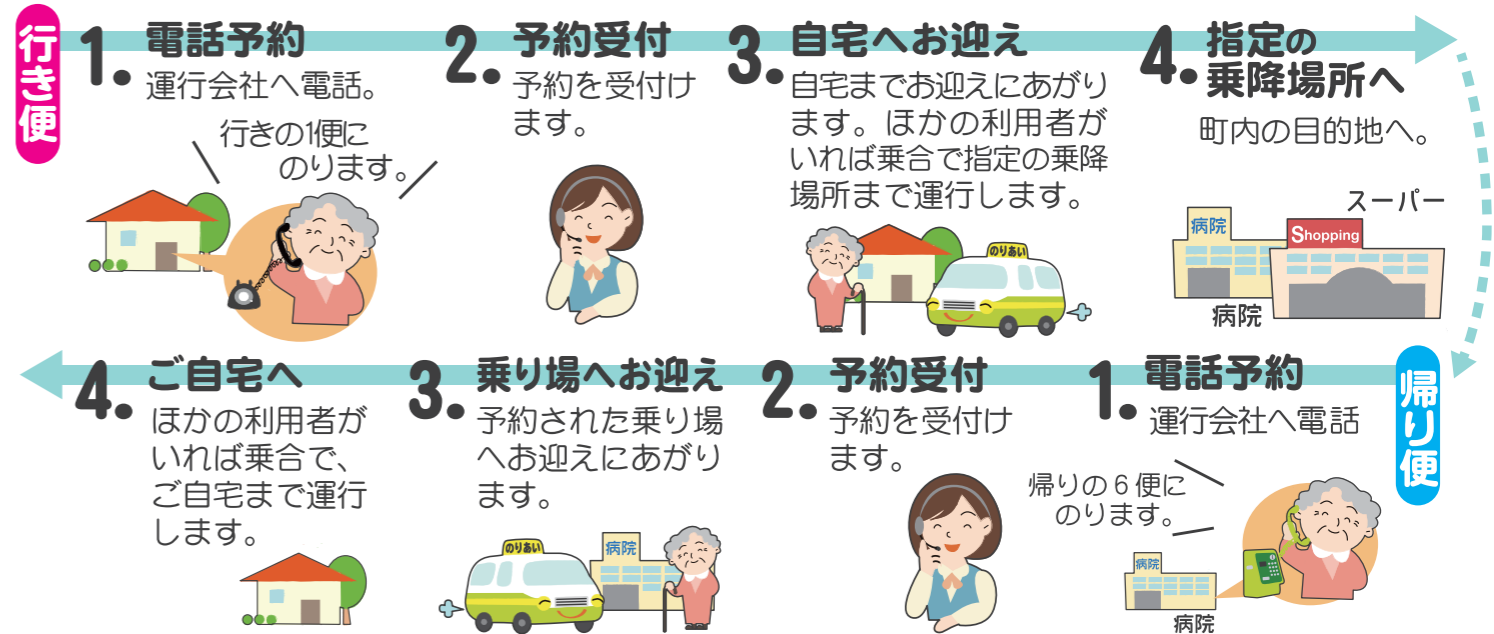 行き便
1.
電話予約
運行会社へ電話。
行きの1便に
のります。
2.
予約受付
予約を受付け
ます。
3.
自宅へお迎え
自宅までお迎えにあがり
ます。ほかの利用者が
いれば乗合で指定の乗降
場所まで運行します。
のりあい
4.
指定の
乗降場所へ
町内の目的地へ。
スーパー
病院
Shopping
病院
帰り便
1.
電話予約
運行会社へ電話
帰りの6便に
のります。
病院
病院
2.
予約受付
予約を受付け
ます。
3.
乗り場へお迎え
予約された乗り場
へお迎えにあがり
ます。
のりあい
病院
4.
ご自宅へ
ほかの利用者が
いれば乗合で、
ご自宅まで運行
します。